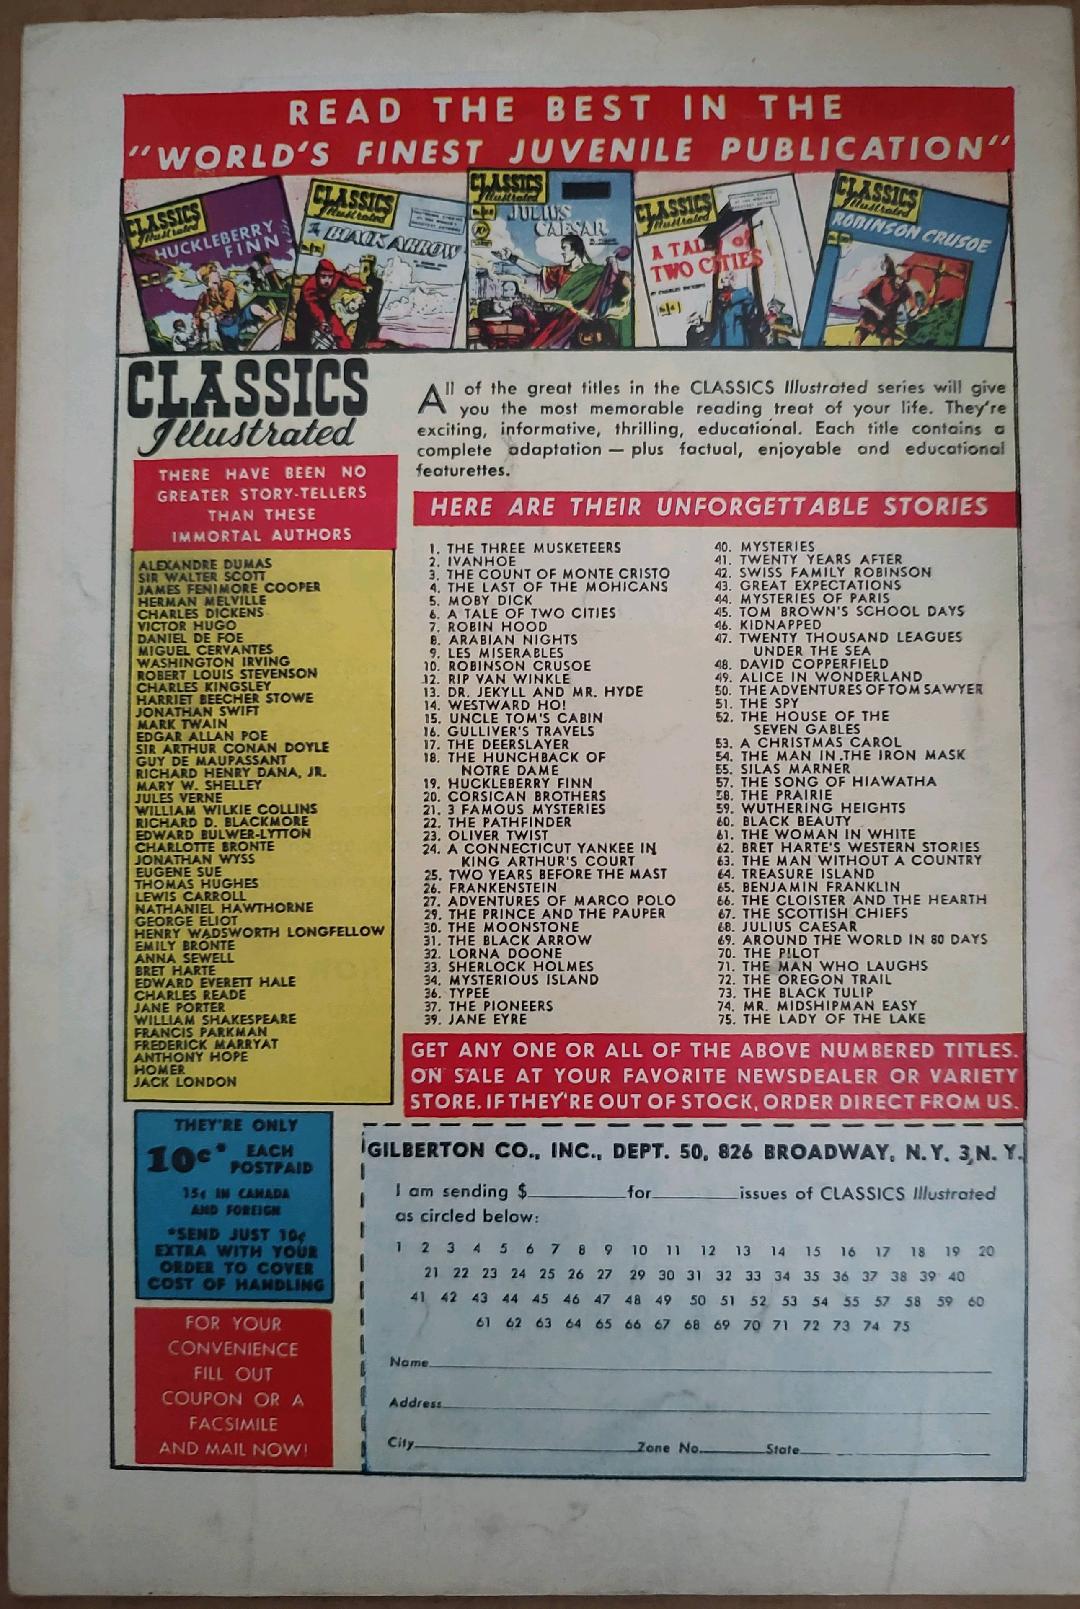 READ THE BEST IN THE
"WORLD'S FINEST JUVENILE PUBLICATION"
CLASSICS
Illustrated
HUCKLEBERRY
FINN
CLASSICS
Illustrated
The
BLACK ARROW
CLASSICS
Illustrated
JULIUS
CAESAR
CLASSICS
Illustrated
A TALE of
TWO CITIES
CLASSICS
Illustrated
ROBINSON CRUSOE
CLASSICS
Illustrated
All of the great titles in the CLASSICS Illustrated series will give
you the most memorable reading treat of your life. They're
exciting, informative, thrilling, educational. Each title contains a
complete adaptation — plus factual, enjoyable and educational
featurettes.
THERE HAVE BEEN NO
GREATER STORY-TELLERS
THAN THESE
IMMORTAL AUTHORS
ALEXANDRE DUMAS
SIR WALTER SCOTT
JAMES FENIMORE COOPER
HERMAN MELVILLE
CHARLES DICKENS
VICTOR HUGO
DANIEL DE FOE
MIGUEL CERVANTES
WASHINGTON IRVING
ROBERT LOUIS STEVENSON
CHARLES KINGSLEY
HARRIET BEECHER STOWE
JONATHAN SWIFT
MARK TWAIN
EDGAR ALLAN POE
SIR ARTHUR CONAN DOYLE
GUY DE MAUPASSANT
RICHARD HENRY DANA, JR.
MARY W. SHELLEY
JULES VERNE
WILLIAM WILKIE COLLINS
RICHARD D. BLACKMORE
EDWARD BULWER-LYTTON
CHARLOTTE BRONTE
JONATHAN WYSS
EUGENE SUE
THOMAS HUGHES
LEWIS CARROLL
NATHANIEL HAWTHORNE
GEORGE ELIOT
HENRY WADSWORTH LONGFELLOW
EMILY BRONTE
ANNA SEWELL
BRET HARTE
EDWARD EVERETT HALE
CHARLES READE
JANE PORTER
WILLIAM SHAKESPEARE
FRANCIS PARKMAN
FREDERICK MARRYAT
ANTHONY HOPE
HOMER
JACK LONDON
HERE ARE THEIR UNFORGETTABLE STORIES
1. THE THREE MUSKETEERS
2. IVANHOE
3. THE COUNT OF MONTE CRISTO
4. THE LAST OF THE MOHICANS
5. MOBY DICK
6. A TALE OF TWO CITIES
7. ROBIN HOOD
8. ARABIAN NIGHTS
9. LES MISERABLES
10. ROBINSON CRUSOE
12. RIP VAN WINKLE
13. DR. JEKYLL AND MR. HYDE
14. WESTWARD HO!
15. UNCLE TOM'S CABIN
16. GULLIVER'S TRAVELS
17. THE DEERSLAYER
18. THE HUNCHBACK OF
NOTRE DAME
19. HUCKLEBERRY FINN
20. CORSICAN BROTHERS
21. 3 FAMOUS MYSTERIES
22. THE PATHFINDER
23. OLIVER TWIST
24. A CONNECTICUT YANKEE IN
KING ARTHUR'S COURT
25. TWO YEARS BEFORE THE MAST
26. FRANKENSTEIN
27. ADVENTURES OF MARCO POLO
29. THE PRINCE AND THE PAUPER
30. THE MOONSTONE
31. THE BLACK ARROW
32. LORNA DOONE
33. SHERLOCK HOLMES
34. MYSTERIOUS ISLAND
36. TYPEE
37. THE PIONEERS
39. JANE EYRE
40. MYSTERIES
41. TWENTY YEARS AFTER
42. SWISS FAMILY ROBINSON
43. GREAT EXPECTATIONS
44. MYSTERIES OF PARIS
45. TOM BROWN'S SCHOOL DAYS
46. KIDNAPPED
47. TWENTY THOUSAND LEAGUES
UNDER THE SEA
48. DAVID COPPERFIELD
49. ALICE IN WONDERLAND
50. THE ADVENTURES OF TOM SAWYER
51. THE SPY
52. THE HOUSE OF THE
SEVEN GABLES
53. A CHRISTMAS CAROL
54. THE MAN IN THE IRON MASK
55. SILAS MARNER
57. THE SONG OF HIAWATHA
58. THE PRAIRIE
59. WUTHERING HEIGHTS
60. BLACK BEAUTY
61. THE WOMAN IN WHITE
62. BRET HARTE'S WESTERN STORIES
63. THE MAN WITHOUT A COUNTRY
64. TREASURE ISLAND
65. BENJAMIN FRANKLIN
66. THE CLOISTER AND THE HEARTH
67. THE SCOTTISH CHIEFS
68. JULIUS CAESAR
69. AROUND THE WORLD IN 80 DAYS
70. THE PILOT
71. THE MAN WHO LAUGHS
72. THE OREGON TRAIL
73. THE BLACK TULIP
74. MR. MIDSHIPMAN EASY
75. THE LADY OF THE LAKE
GET ANY ONE OR ALL OF THE ABOVE NUMBERED TITLES.
ON SALE AT YOUR FAVORITE NEWSDEALER OR VARIETY
STORE. IF THEY'RE OUT OF STOCK, ORDER DIRECT FROM US.
THEY'RE ONLY
10¢* EACH
POSTPAID
15¢ IN CANADA
AND FOREIGN
*SEND JUST 10¢
EXTRA WITH YOUR
ORDER TO COVER
COST OF HANDLING
FOR YOUR
CONVENIENCE
FILL OUT
COUPON OR A
FACSIMILE
AND MAIL NOW!
GILBERTON CO., INC., DEPT. 50, 826 BROADWAY, N.Y. 3, N.Y.
I am sending $ for issues of CLASSICS Illustrated
as circled below:
1 2 3 4 5 6 7 8 9 10 11 12 13 14 15 16 17 18 19 20
21 22 23 24 25 26 27 29 30 31 32 33 34 35 36 37 38 39 40
41 42 43 44 45 46 47 48 49 50 51 52 53 54 55 57 58 59 60
61 62 63 64 65 66 67 68 69 70 71 72 73 74 75
Name
Address
City Zone No. State